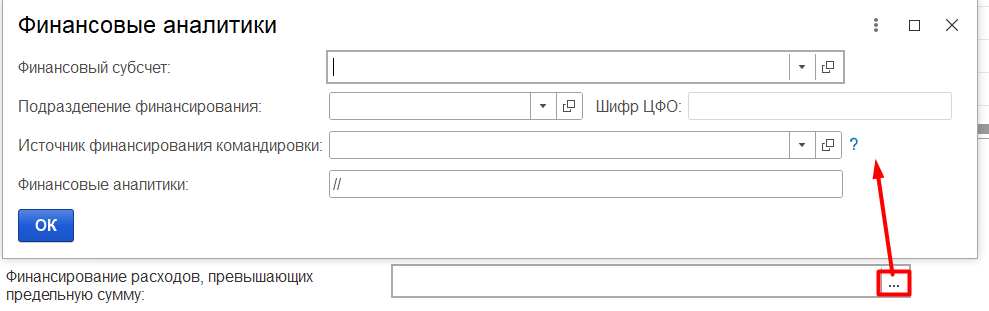 Финансовые аналитики
Финансовый субсчет:
Подразделение финансирования: Шифр ЦФО:
Источник финансирования командировки: ?
Финансовые аналитики: //
ОК
Финансирование расходов, превышающих
предельную сумму: ...